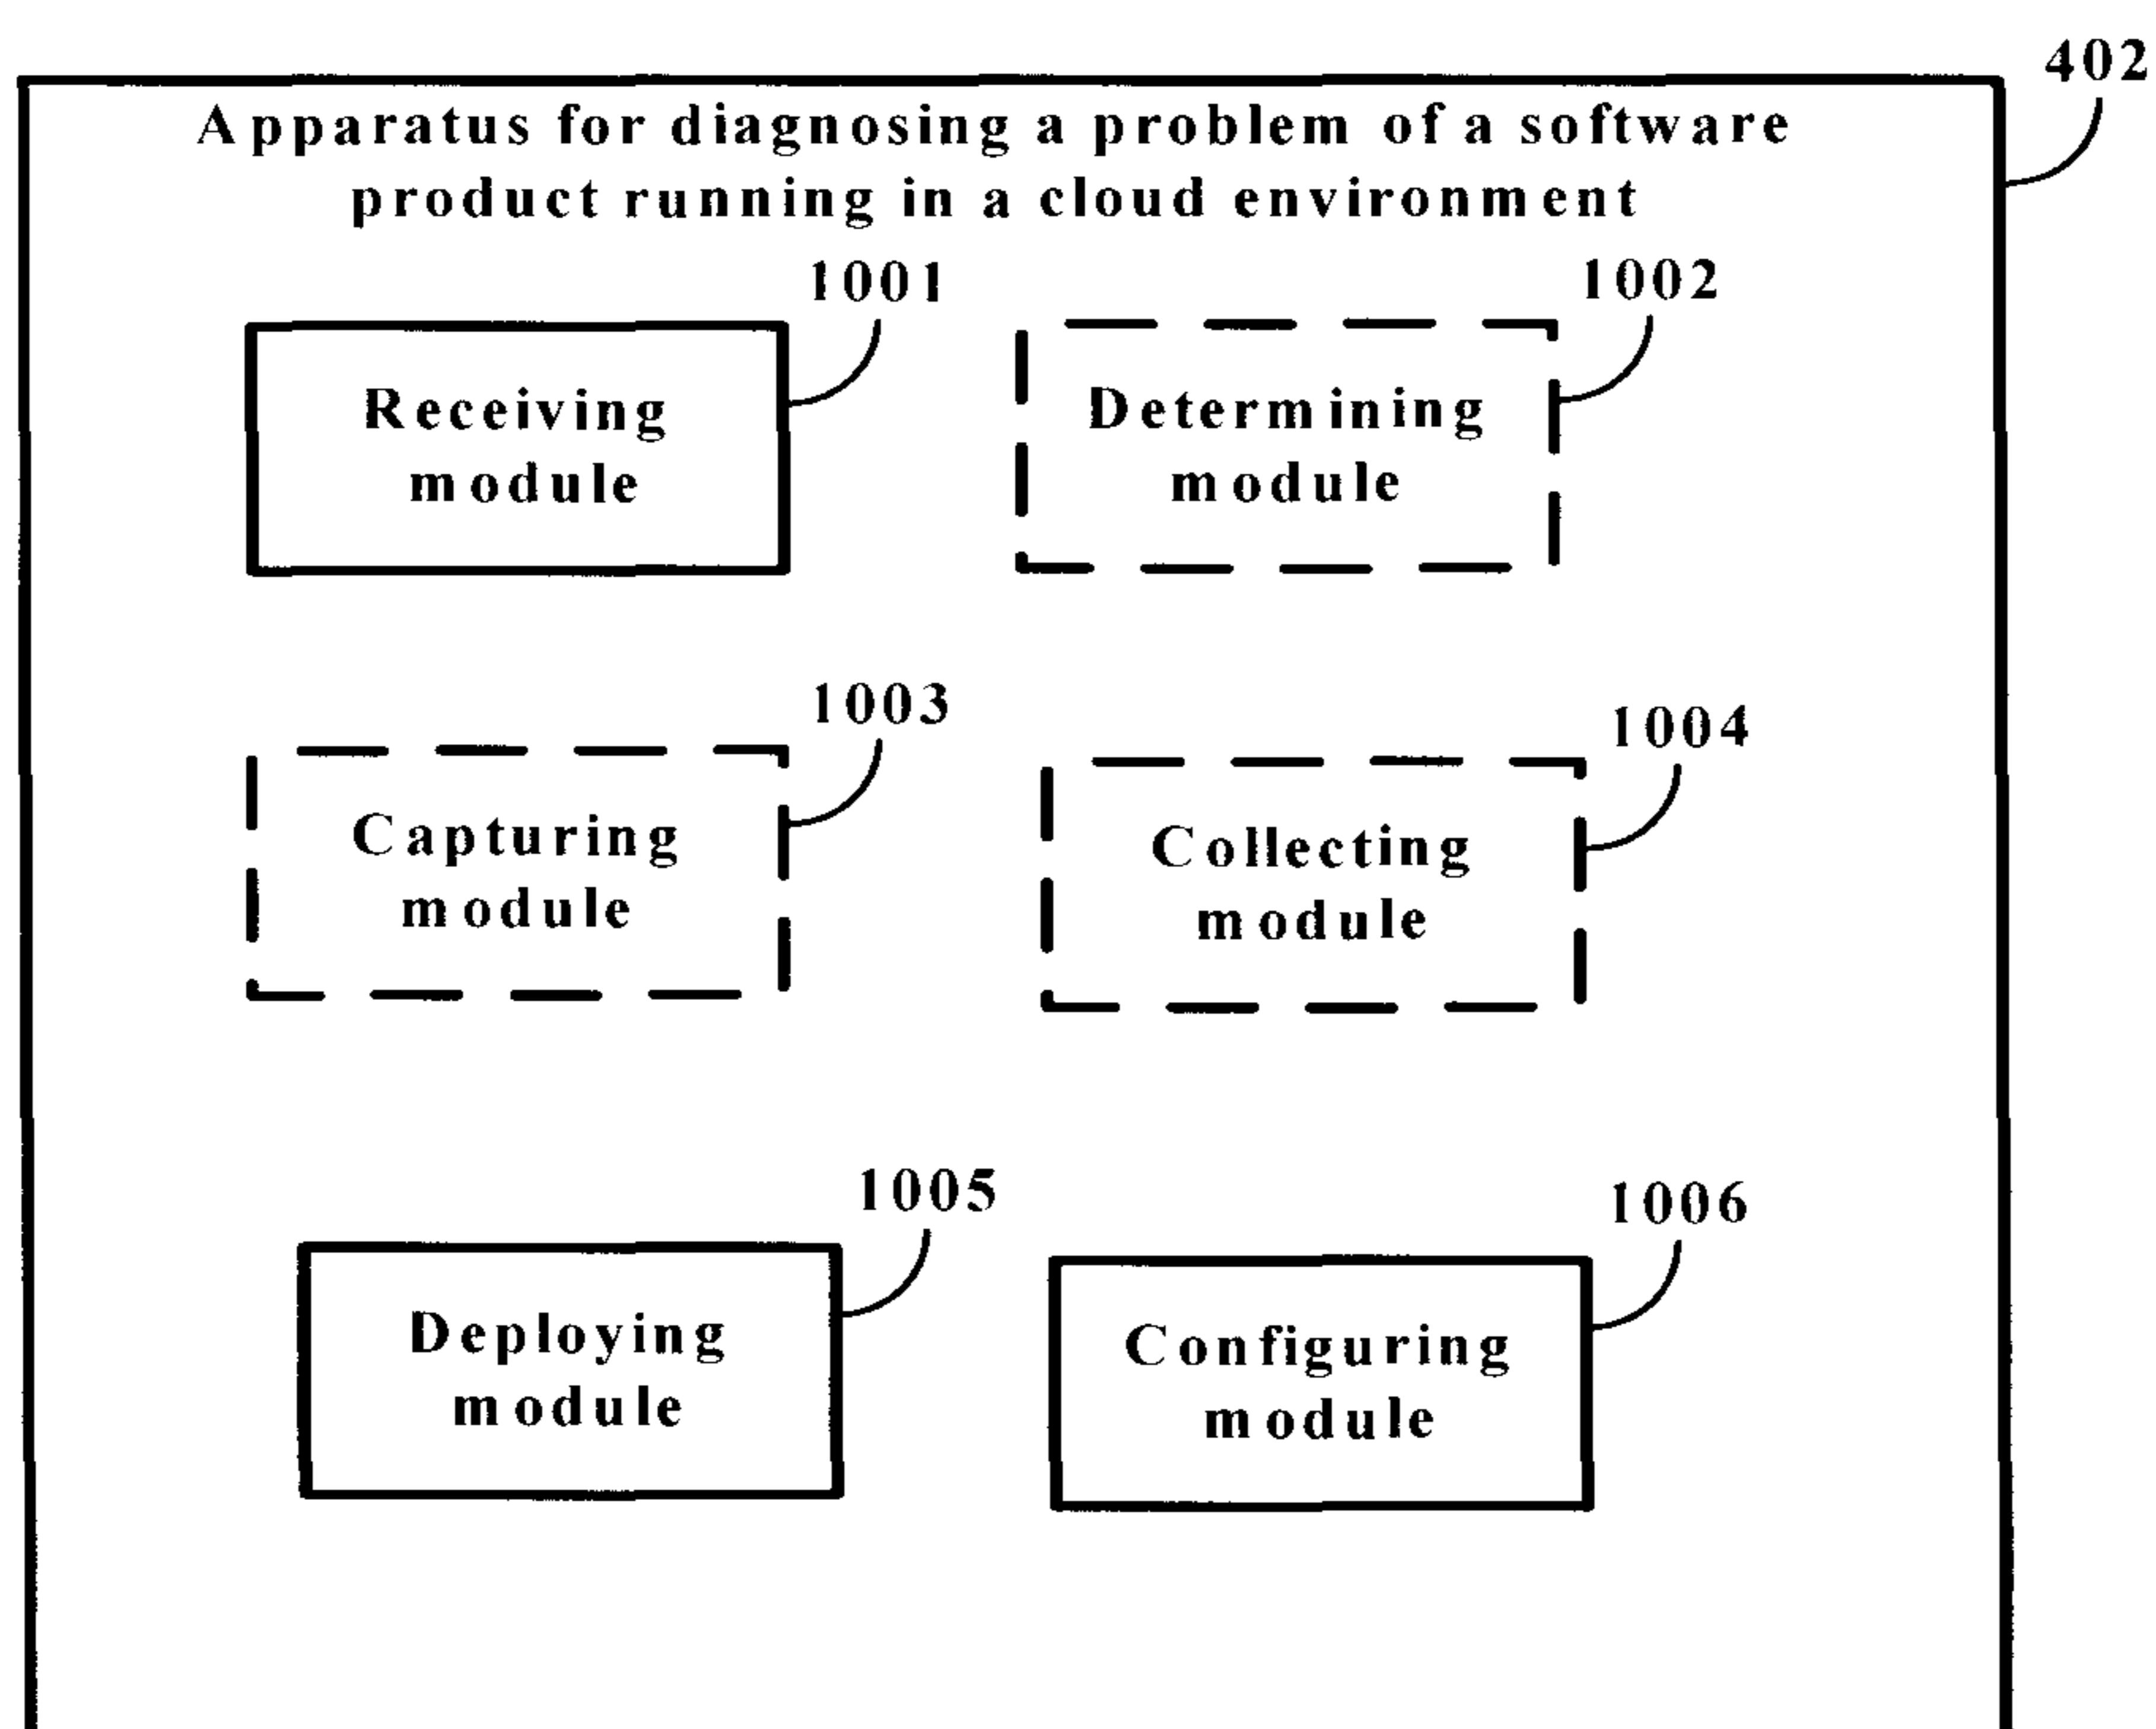 402
Apparatus for diagnosing a problem of a software
product running in a cloud environment
1001
1002
Receiving
module
Determining
module
1003
1004
Capturing
module
Collecting
module
1005
1006
Deploying
module
Configuring
module